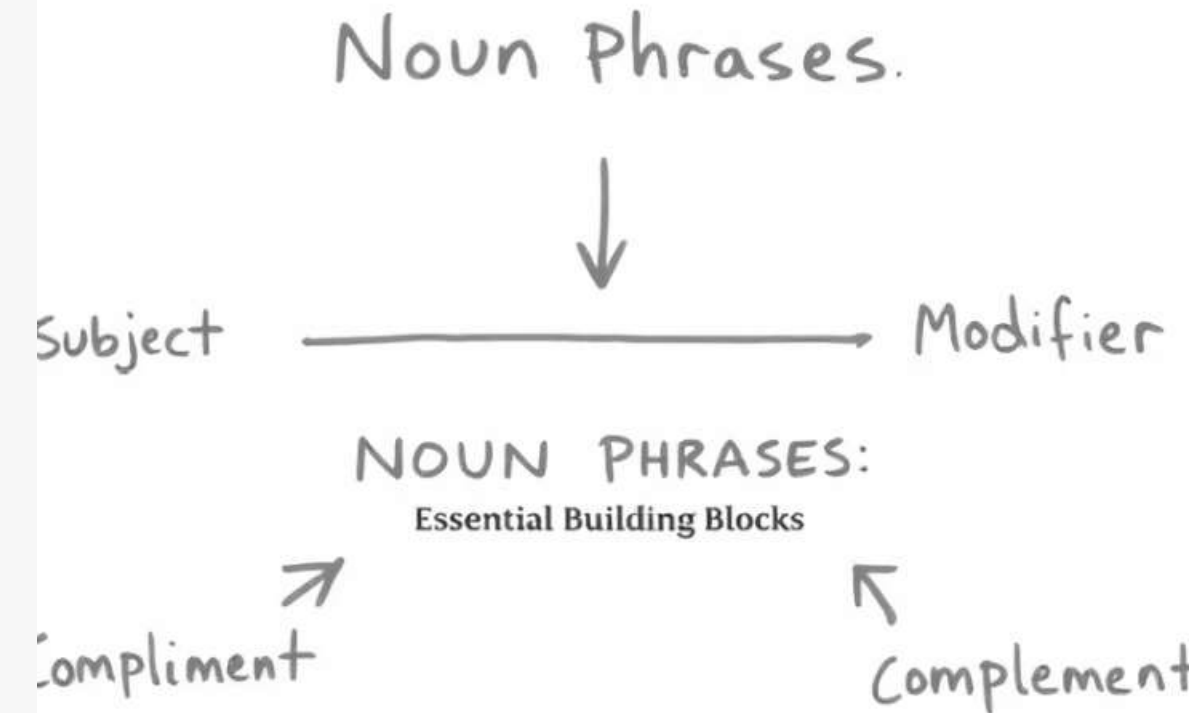 Noun Phrases.
Subject
Modifier
NOUN PHRASES:
Essential Building Blocks
Compliment
Complement